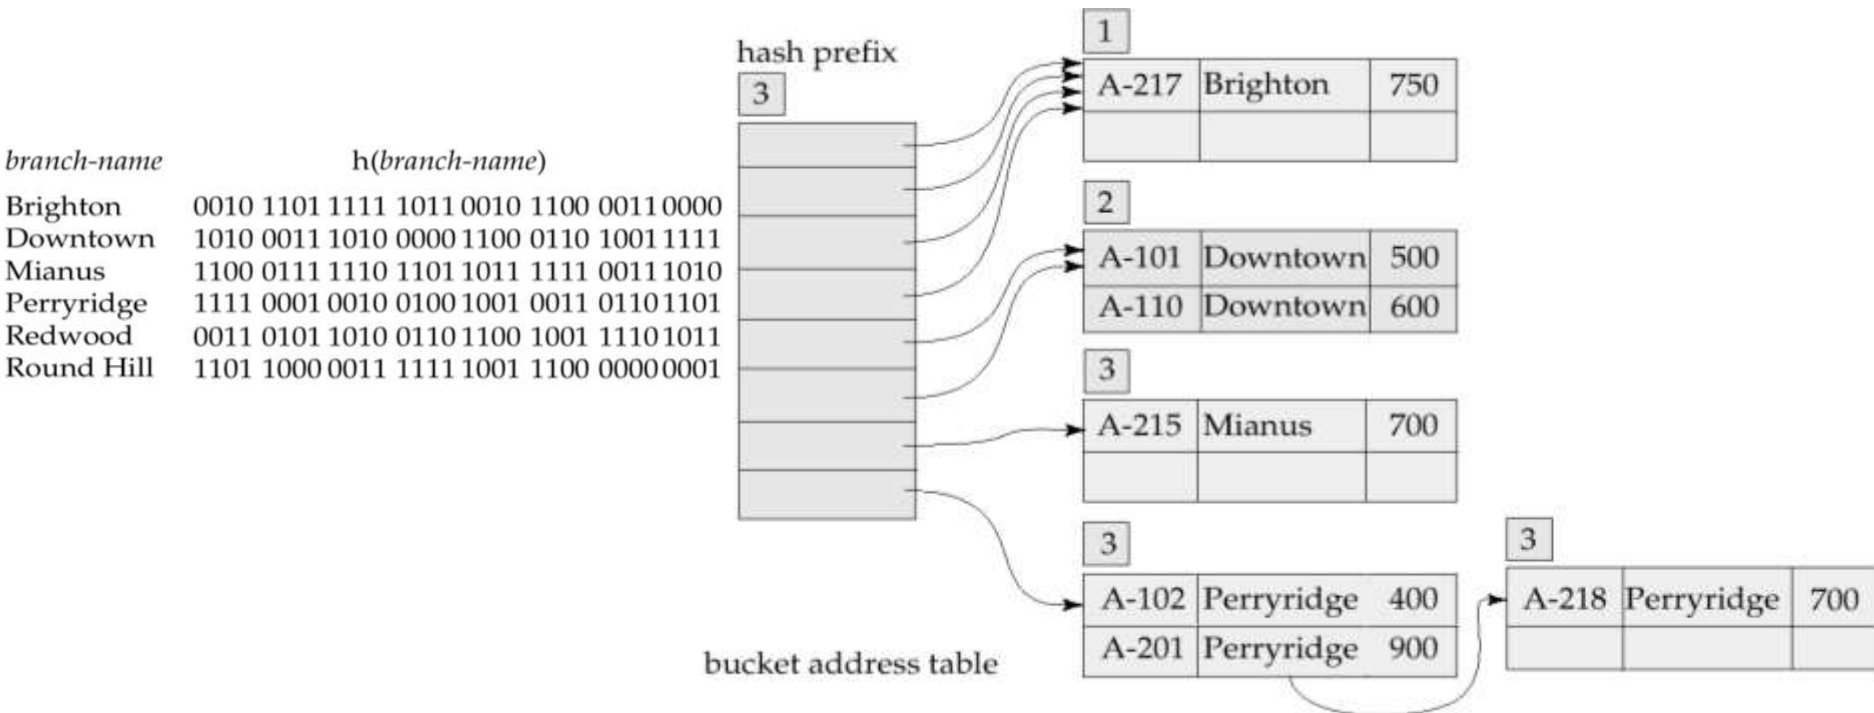 hash prefix
3
branch-name h(branch-name)
Brighton 0010 1101 1111 1011 0010 1100 0011 0000
Downtown 1010 0011 1010 0000 1100 0110 1001 1111
Mianus 1100 0111 1110 1101 1011 1111 0011 1010
Perryridge 1111 0001 0010 0100 1001 0011 0110 1101
Redwood 0011 0101 1010 0110 1100 1001 1110 1011
Round Hill 1101 1000 0011 1111 1001 1100 0000 0001
bucket address table
1
A-217 Brighton 750
2
A-101 Downtown 500
A-110 Downtown 600
3
A-215 Mianus 700
3
A-102 Perryridge 400
A-201 Perryridge 900
3
A-218 Perryridge 700